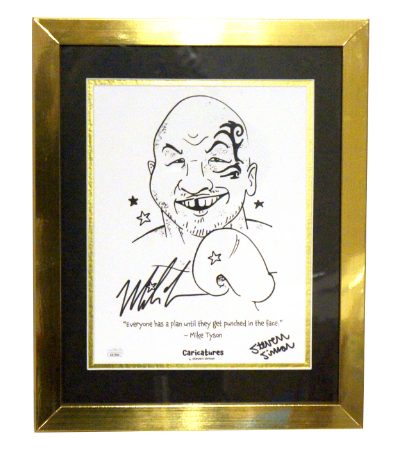 "Everyone has a plan until they get punched in the face."
- Mike Tyson
Caricatures
Steven
Simon